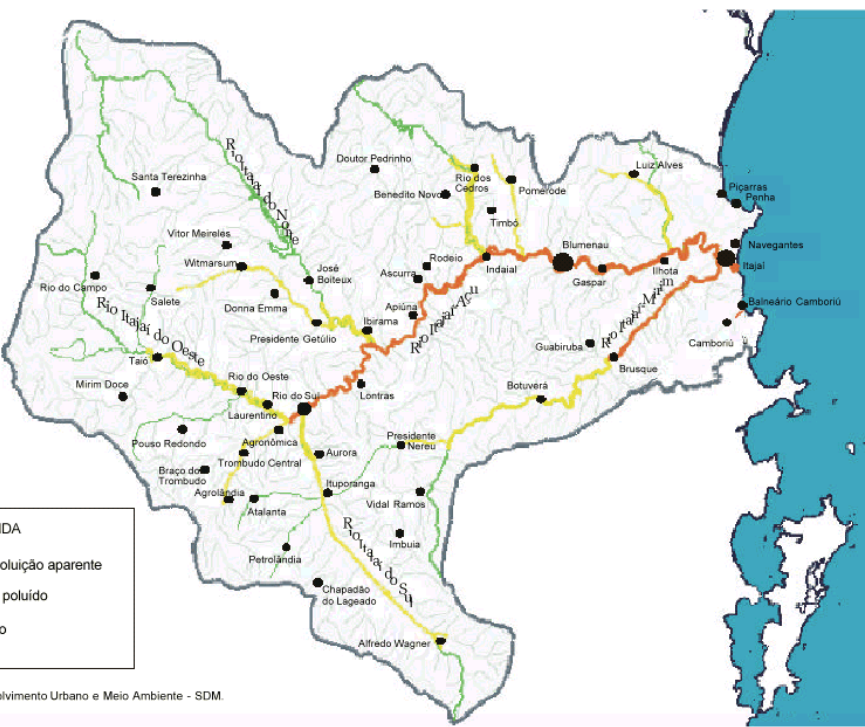 Doutor Pedrinho
Luiz Alves
Santa Terezinha
Rio dos
Cedros
Benedito Novo
Pomerode
Piçarras
Penha
Rio Itajaí do Norte
Timbó
Vitor Meireles
Blumenau
Navegantes
Witmarsum
José
Boiteux
Rodeio
Ascurra
Indaial
Ilhota
Itajaí
Rio do Campo
Salete
Donna Emma
Gaspar
Rio Itajaí do Oeste
Apiúna
Rio Itajaí-Açu
Rio Itajaí-Mirim
Balneário Camboriú
Ibirama
Presidente Getúlio
Guabiruba
Camboriú
Taió
Brusque
Mirim Doce
Rio do Oeste
Rio do Sul
Lontras
Botuverá
Laurentino
Pouso Redondo
Agronômica
Presidente
Nereu
Trombudo Central
Aurora
Braço do
Trombudo
Agrolândia
Ituporanga
Atalanta
Vidal Ramos
Rio Itajaí do Sul
Imbuia
Petrolândia
Chapadão
do Lageado
Alfredo Wagner
NDA
oluição aparente
poluído
o
olvimento Urbano e Meio Ambiente - SDM.